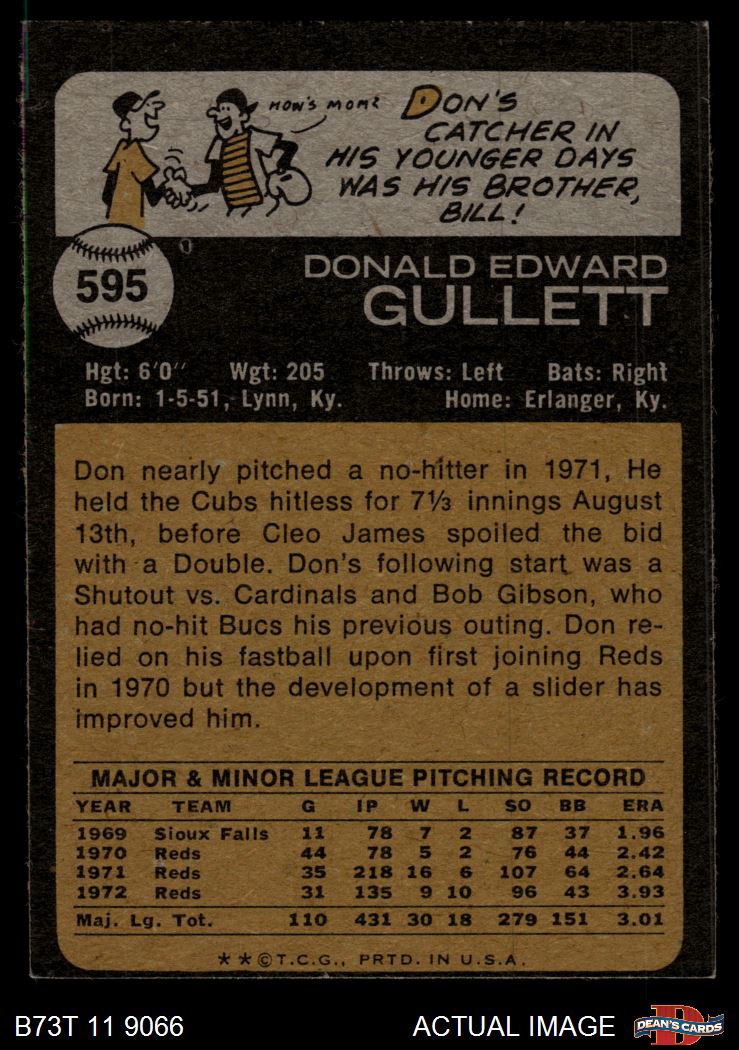 HOW'S MOM?
DON'S
CATCHER IN
HIS YOUNGER DAYS
WAS HIS BROTHER,
BILL!
595
DONALD EDWARD
GULLETT
Hgt: 6'0" Wgt: 205 Throws: Left Bats: Right
Born: 1-5-51, Lynn, Ky. Home: Erlanger, Ky.
Don nearly pitched a no-hitter in 1971, He
held the Cubs hitless for 7⅓ innings August
13th, before Cleo James spoiled the bid
with a Double. Don's following start was a
Shutout vs. Cardinals and Bob Gibson, who
had no-hit Bucs his previous outing. Don re-
lied on his fastball upon first joining Reds
in 1970 but the development of a slider has
improved him.
MAJOR & MINOR LEAGUE PITCHING RECORD
YEAR TEAM G IP W L SO BB ERA
1969 Sioux Falls 11 78 7 2 87 37 1.96
1970 Reds 44 78 5 2 76 44 2.42
1971 Reds 35 218 16 6 107 64 2.64
1972 Reds 31 135 9 10 96 43 3.93
Maj. Lg. Tot. 110 431 30 18 279 151 3.01
**©T.C.G., PRTD. IN U.S.A.
B73T 11 9066 ACTUAL IMAGE D DEAN'S CARDS